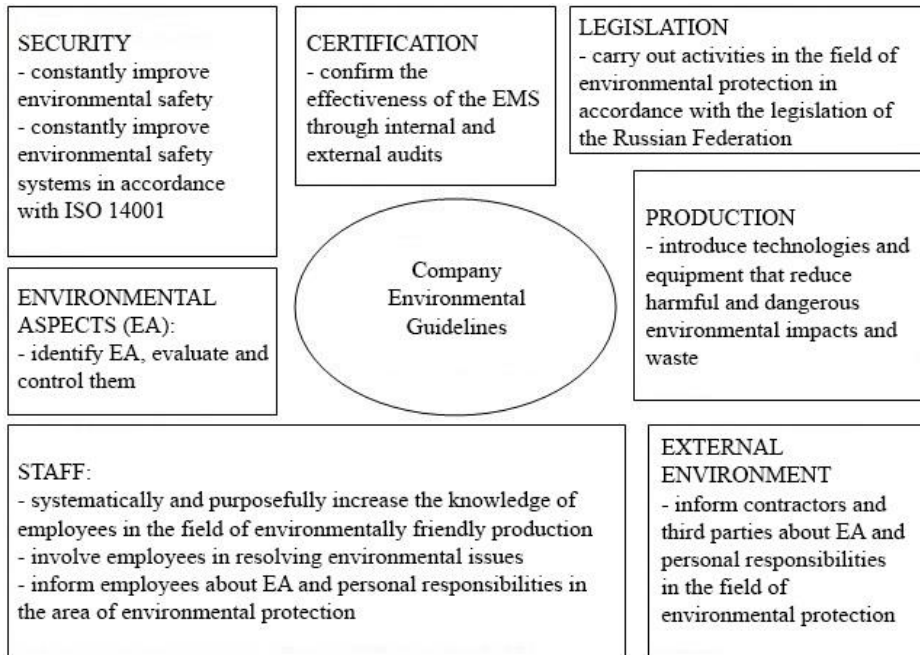 SECURITY
- constantly improve
environmental safety
- constantly improve
environmental safety
systems in accordance
with ISO 14001
CERTIFICATION
- confirm the
effectiveness of the EMS
through internal and
external audits
LEGISLATION
- carry out activities in the field of
environmental protection in
accordance with the legislation of
the Russian Federation
ENVIRONMENTAL
ASPECTS (EA):
- identify EA, evaluate and
control them
Company
Environmental
Guidelines
PRODUCTION
- introduce technologies and
equipment that reduce
harmful and dangerous
environmental impacts and
waste
STAFF:
- systematically and purposefully increase the knowledge of
employees in the field of environmentally friendly production
- involve employees in resolving environmental issues
- inform employees about EA and personal responsibilities in
the area of environmental protection
EXTERNAL
ENVIRONMENT
- inform contractors and
third parties about EA and
personal responsibilities
in the field of
environmental protection